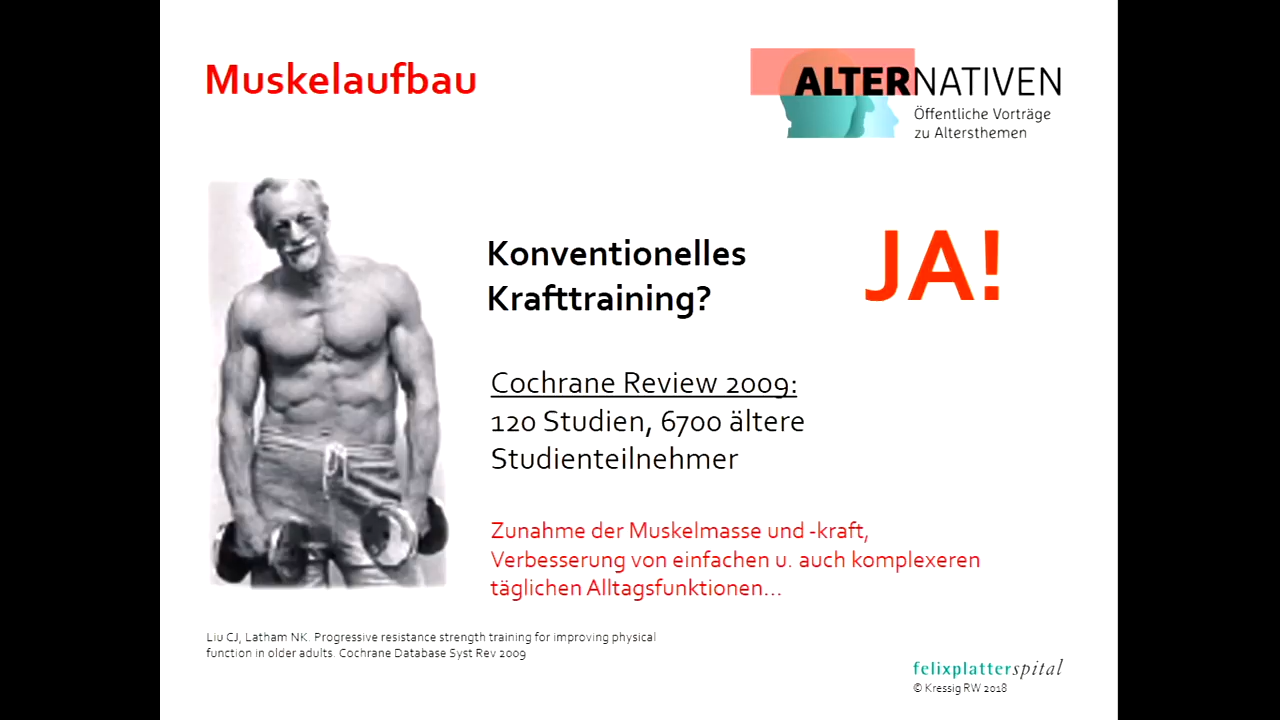 Muskelaufbau
ALTERNATIVEN
Öffentliche Vorträge
zu Altersthemen
Konventionelles
Krafttraining?
JA!
Cochrane Review 2009:
120 Studien, 6700 ältere
Studienteilnehmer
Zunahme der Muskelmasse und -kraft,
Verbesserung von einfachen u. auch komplexeren
täglichen Alltagsfunktionen...
Liu CJ, Latham NK. Progressive resistance strength training for improving physical
function in older adults. Cochrane Database Syst Rev 2009
felixplatterspital
© Kressig RW 2018